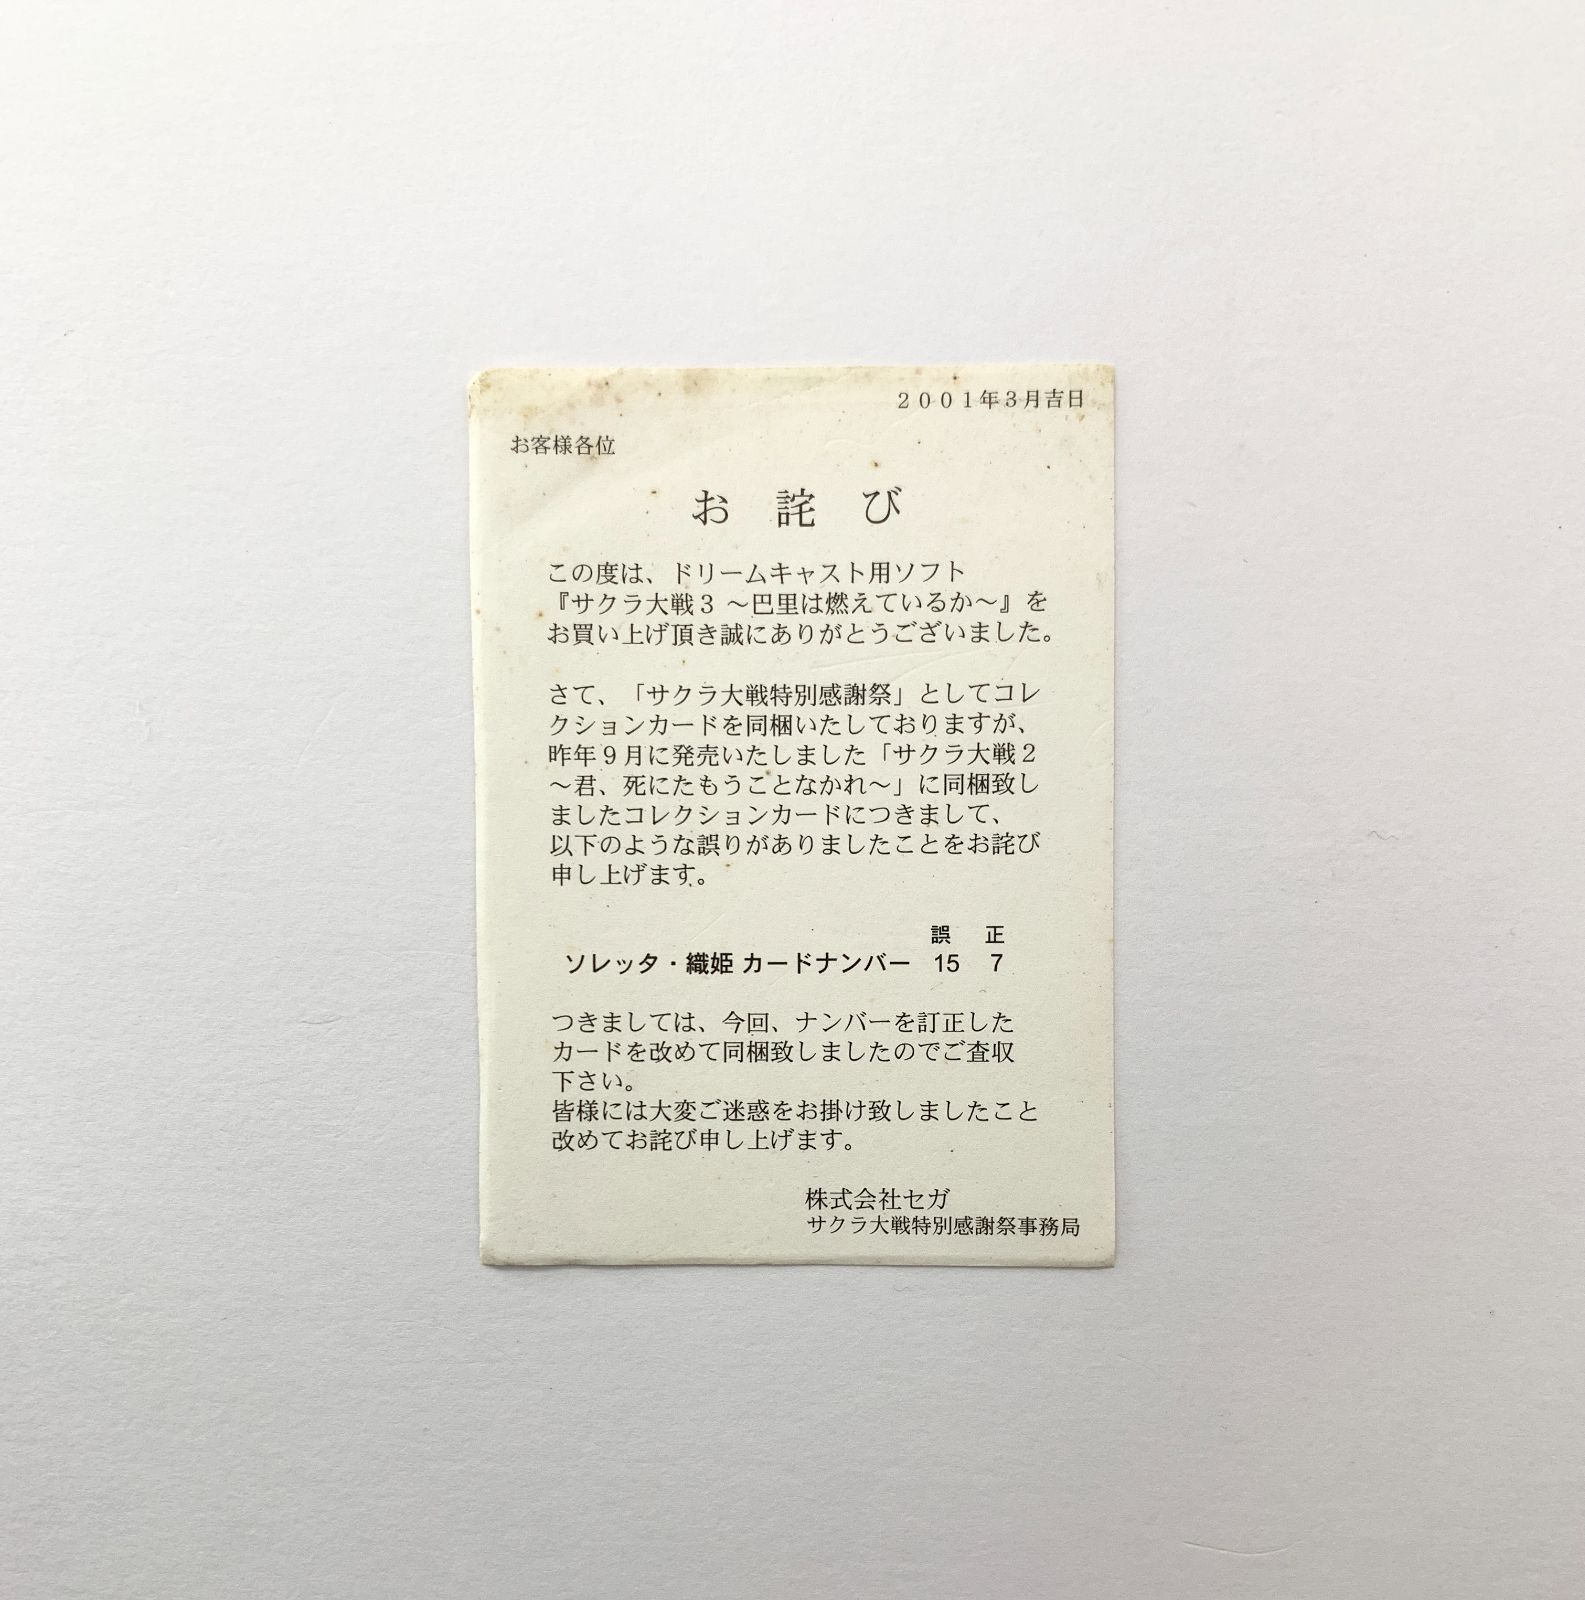 ２００１年３月吉日
お客様各位
お 詫 び
この度は、ドリームキャスト用ソフト
『サクラ大戦３ ～巴里は燃えているか～』を
お買い上げ頂き誠にありがとうございました。
さて、「サクラ大戦特別感謝祭」としてコレ
クションカードを同梱いたしておりますが、
昨年９月に発売いたしました「サクラ大戦２
～君、死にたもうことなかれ～」に同梱致し
ましたコレクションカードにつきまして、
以下のような誤りがありましたことをお詫び
申し上げます。
誤 正
ソレッタ・織姫 カードナンバー 15 7
つきましては、今回、ナンバーを訂正した
カードを改めて同梱致しましたのでご査収
下さい。
皆様には大変ご迷惑をお掛け致しましたこと
改めてお詫び申し上げます。
株式会社セガ
サクラ大戦特別感謝祭事務局